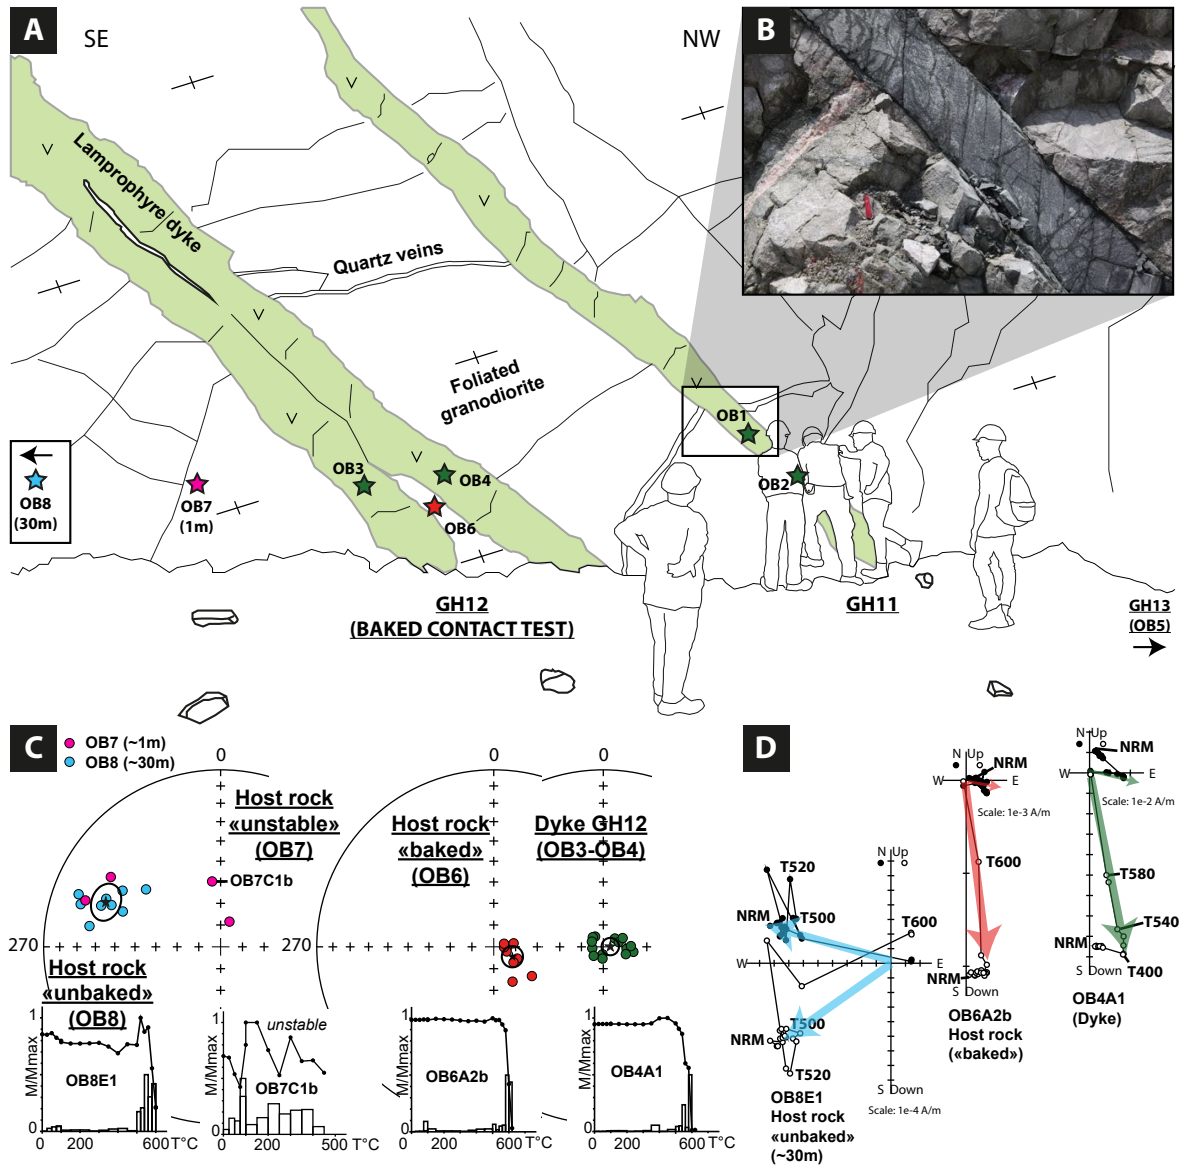 A
SE
NW
B
Lamprophyre dyke
Quartz veins
Foliated
granodiorite
OB1
OB2
OB3
OB4
OB6
OB7
(1m)
OB8
(30m)
GH12
(BAKED CONTACT TEST)
GH11
GH13
(OB5)
C
OB7 (~1m)
OB8 (~30m)
0
270
Host rock
«unstable»
(OB7)
OB7C1b
Host rock
«unbaked»
(OB8)
0
270
Host rock
«baked»
(OB6)
0
Dyke GH12
(OB3-OB4)
1
M/Mmax
0
OB8E1
0 200 600 T°C
1
M/Mmax
0
unstable
OB7C1b
0 200 500 T°C
1
M/Mmax
0
OB6A2b
0 200 600 T°C
1
M/Mmax
0
OB4A1
0 200 600 T°C
D
N Up
W E
S Down
T520
NRM
T500
T600
NRM
T500
T520
Scale: 1e-4 A/m
OB8E1
Host rock
«unbaked»
(~30m)
N Up
NRM
W E
Scale: 1e-3 A/m
T600
NRM
S Down
OB6A2b
Host rock
(«baked»)
N Up
NRM
W E
Scale: 1e-2 A/m
T580
T540
NRM
T400
S Down
OB4A1
(Dyke)